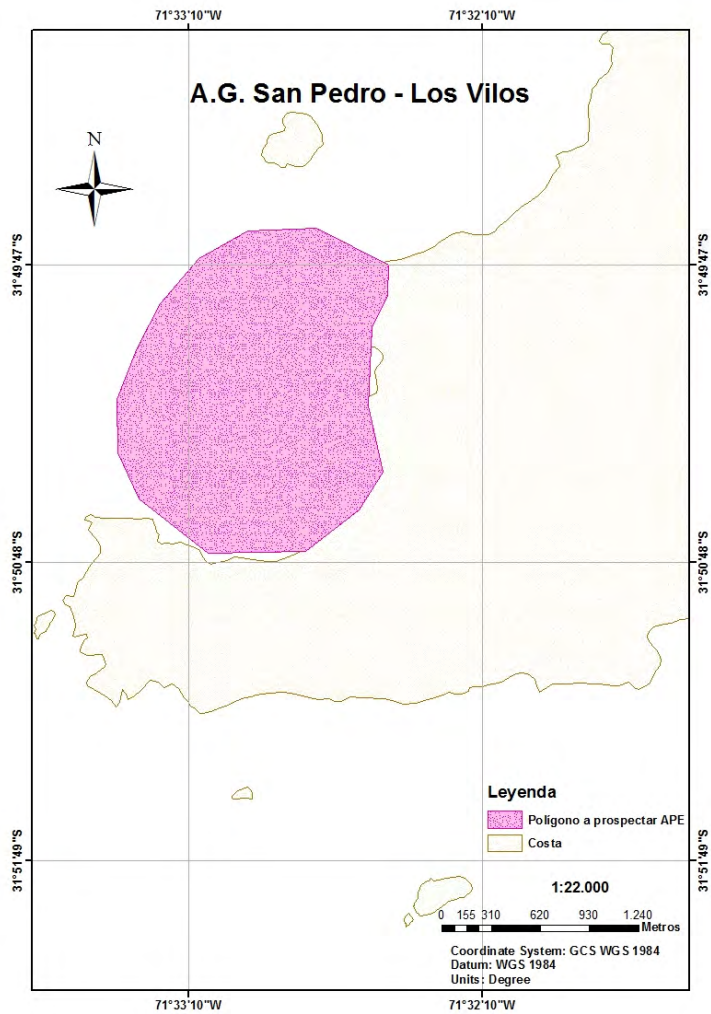 71°33'10"W 71°32'10"W
A.G. San Pedro - Los Vilos
N
31°49'47"S 31°49'47"S
31°50'48"S 31°50'48"S
Leyenda
Polígono a prospectar APE
Costa
31°51'49"S 31°51'49"S
1:22.000
0 155 310 620 930 1.240
Metros
Coordinate System: GCS WGS 1984
Datum: WGS 1984
Units: Degree
71°33'10"W 71°32'10"W